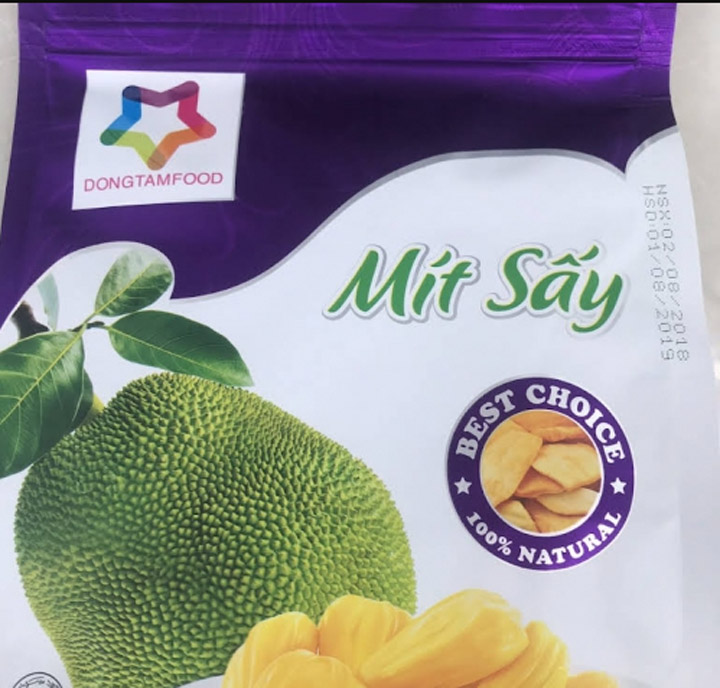 DONGTAMFOOD
Mít Sấy
NSX:02/08/2018
HSD:01/08/2019
BEST CHOICE
100% NATURAL